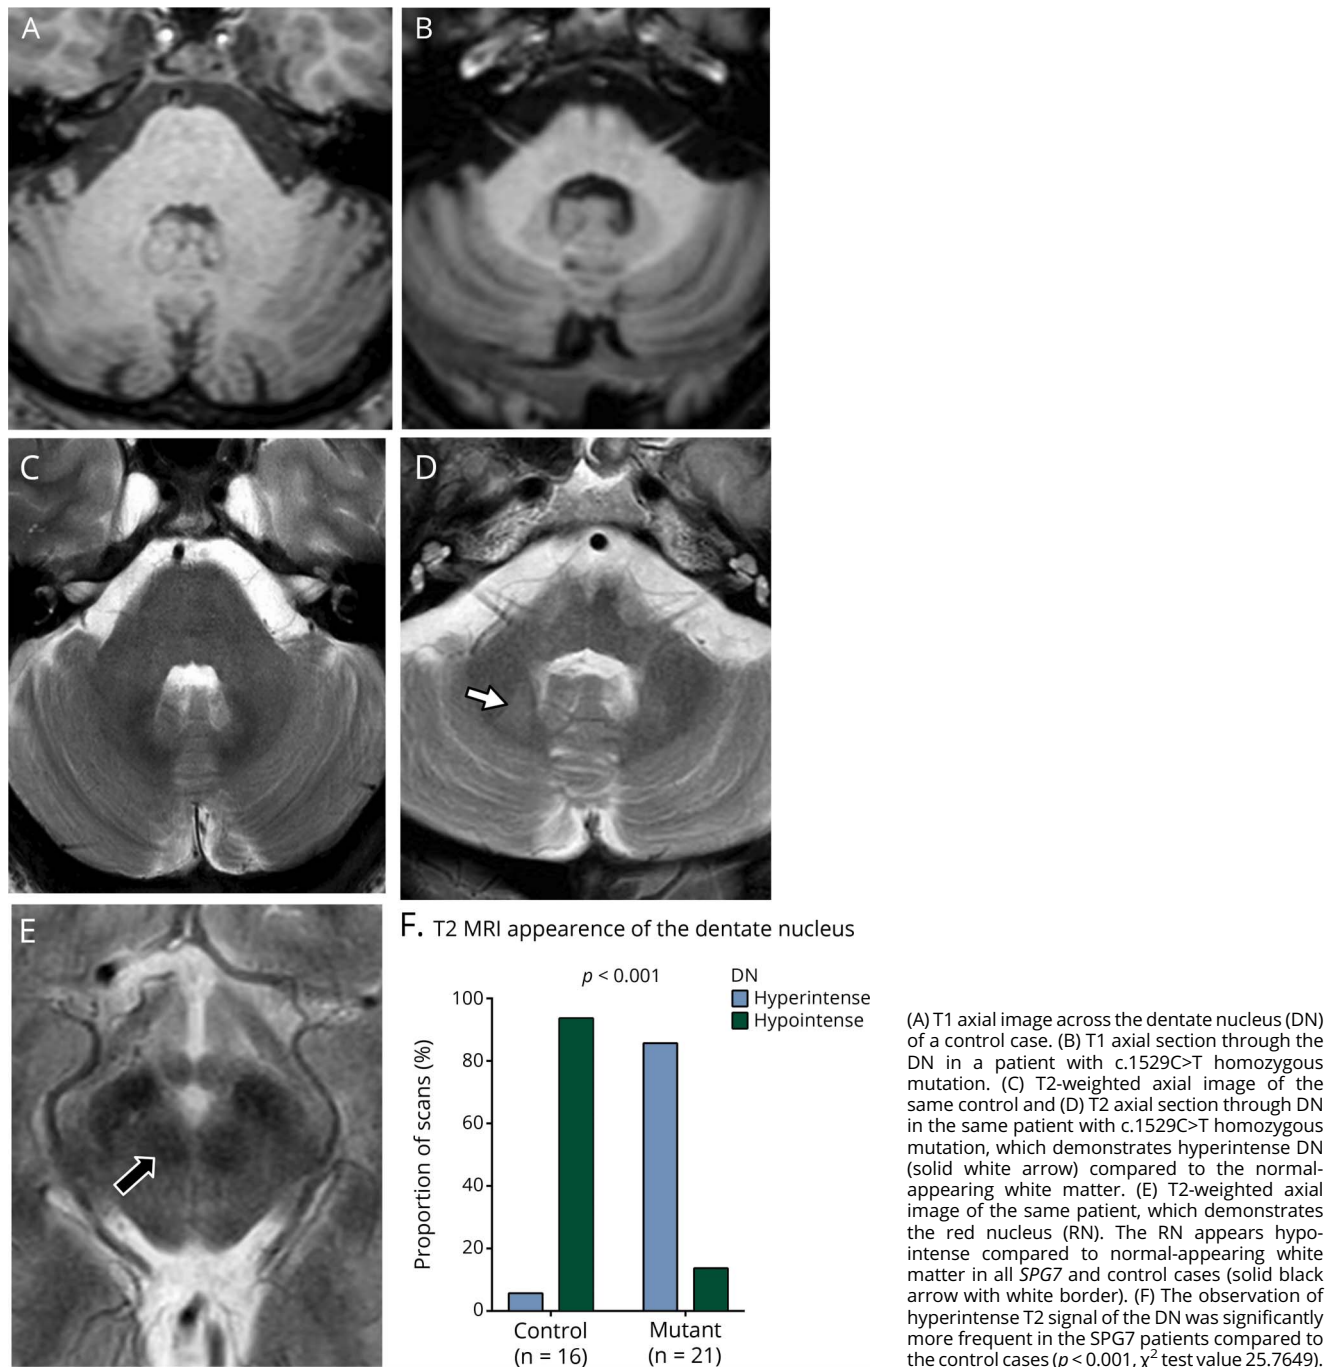 A
B
C
D
E
F. T2 MRI appearence of the dentate nucleus
p < 0.001
DN
Hyperintense
Hypointense
Proportion of scans (%)
100
80
60
40
20
0
Control
(n = 16)
Mutant
(n = 21)
(A) T1 axial image across the dentate nucleus (DN)
of a control case. (B) T1 axial section through the
DN in a patient with c.1529C>T homozygous
mutation. (C) T2-weighted axial image of the
same control and (D) T2 axial section through DN
in the same patient with c.1529C>T homozygous
mutation, which demonstrates hyperintense DN
(solid white arrow) compared to the normal-
appearing white matter. (E) T2-weighted axial
image of the same patient, which demonstrates
the red nucleus (RN). The RN appears hypo-
intense compared to normal-appearing white
matter in all SPG7 and control cases (solid black
arrow with white border). (F) The observation of
hyperintense T2 signal of the DN was significantly
more frequent in the SPG7 patients compared to
the control cases (p < 0.001, χ² test value 25.7649).